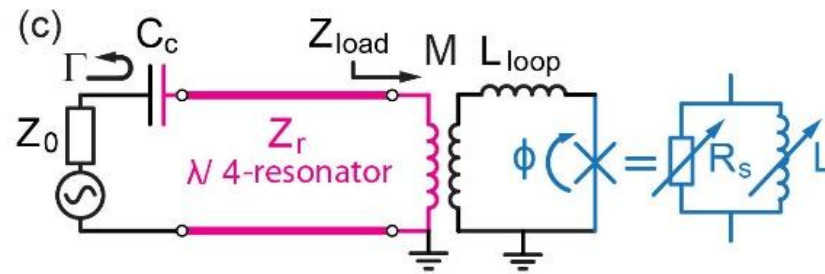 (c)
C_c
Γ
Z_load
M
L_loop
Z_0
Z_r
λ/ 4-resonator
ϕ
=
R_s
L